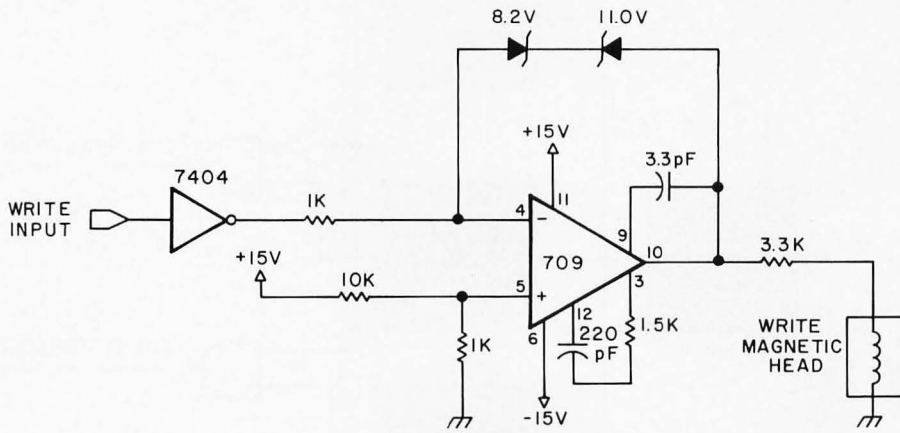 8.2V 11.0V
+15V
11
3.3pF
7404
WRITE
INPUT
1K
4
-
9
10
709
3.3K
+15V
10K
5
+
3
12
6
1K
220
pF
1.5K
WRITE
MAGNETIC
HEAD
-15V